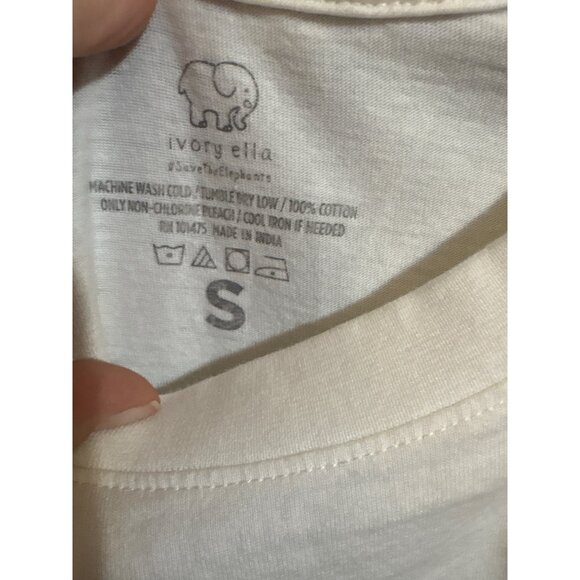 ivory ella
#SaveTheElephants
MACHINE WASH COLD / TUMBLE DRY LOW / 100% COTTON
ONLY NON-CHLORINE BLEACH / COOL IRON IF NEEDED
RN 101475 MADE IN INDIA
S